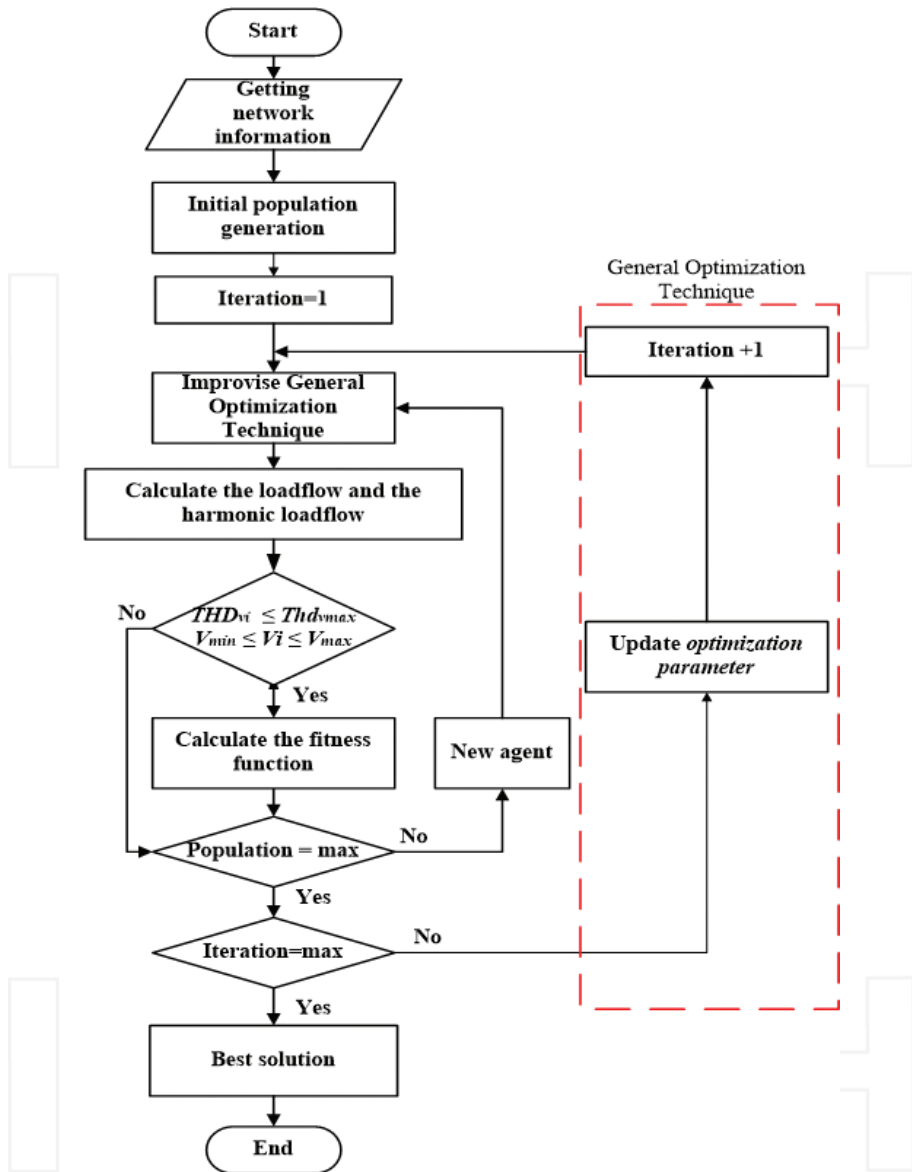 Start
Getting
network
information
Initial population
generation
Iteration=1
General Optimization
Technique
Iteration +1
Improvise General
Optimization
Technique
Calculate the loadflow and the
harmonic loadflow
No
THDvi ≤ Thdvmax
Vmin ≤ Vi ≤ Vmax
Yes
Update optimization
parameter
Calculate the fitness
function
New agent
Population = max
No
Yes
Iteration=max
No
Yes
Best solution
End